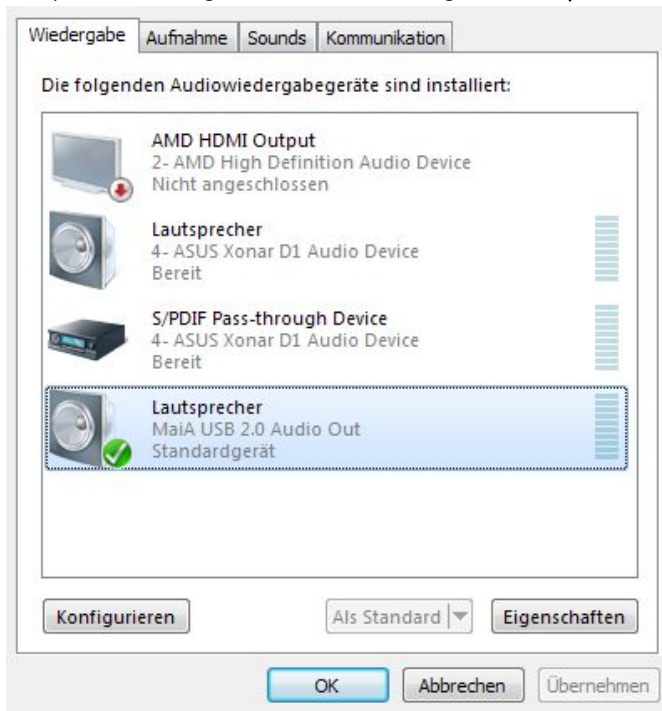 Wiedergabe Aufnahme Sounds Kommunikation
Die folgenden Audiowiedergabegeräte sind installiert:
AMD HDMI Output
2- AMD High Definition Audio Device
Nicht angeschlossen
Lautsprecher
4- ASUS Xonar D1 Audio Device
Bereit
S/PDIF Pass-through Device
4- ASUS Xonar D1 Audio Device
Bereit
Lautsprecher
MaiA USB 2.0 Audio Out
Standardgerät
Konfigurieren Als Standard Eigenschaften
OK Abbrechen Übernehmen